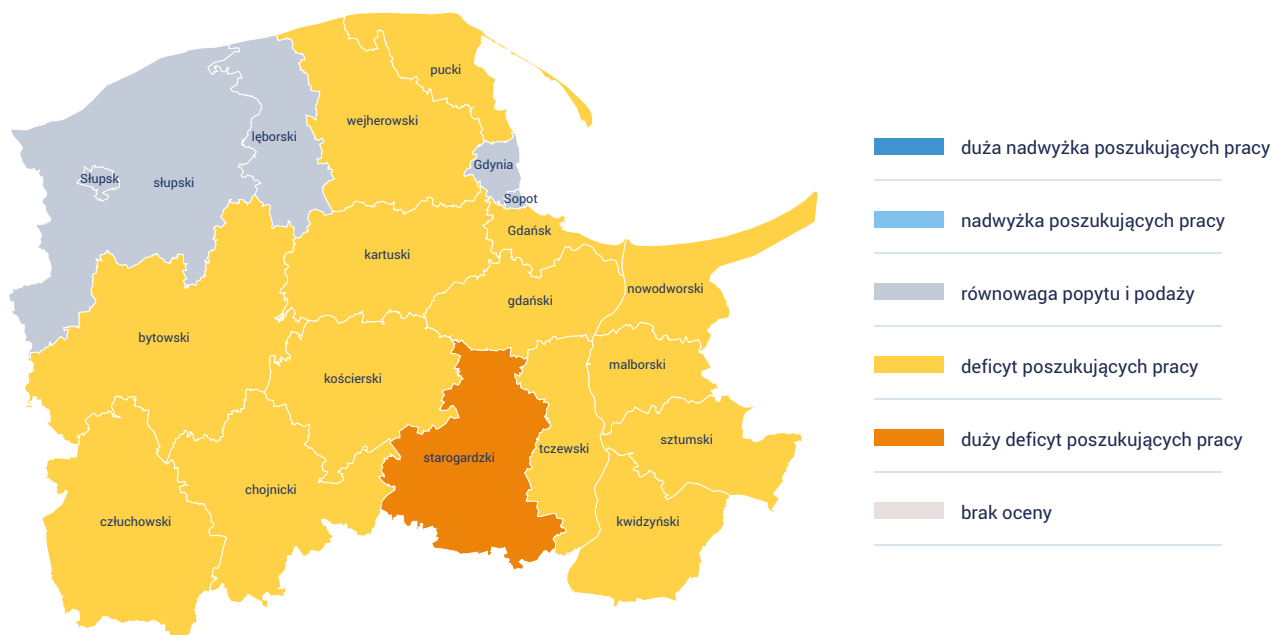 pucki
wejherowski
lęborski
Gdynia
Słupsk
słupski
Sopot
Gdańsk
kartuski
nowodworski
gdański
bytowski
malborski
kościerski
sztumski
tczewski
starogardzki
chojnicki
człuchowski
kwidzyński
duża nadwyżka poszukujących pracy
nadwyżka poszukujących pracy
równowaga popytu i podaży
deficyt poszukujących pracy
duży deficyt poszukujących pracy
brak oceny